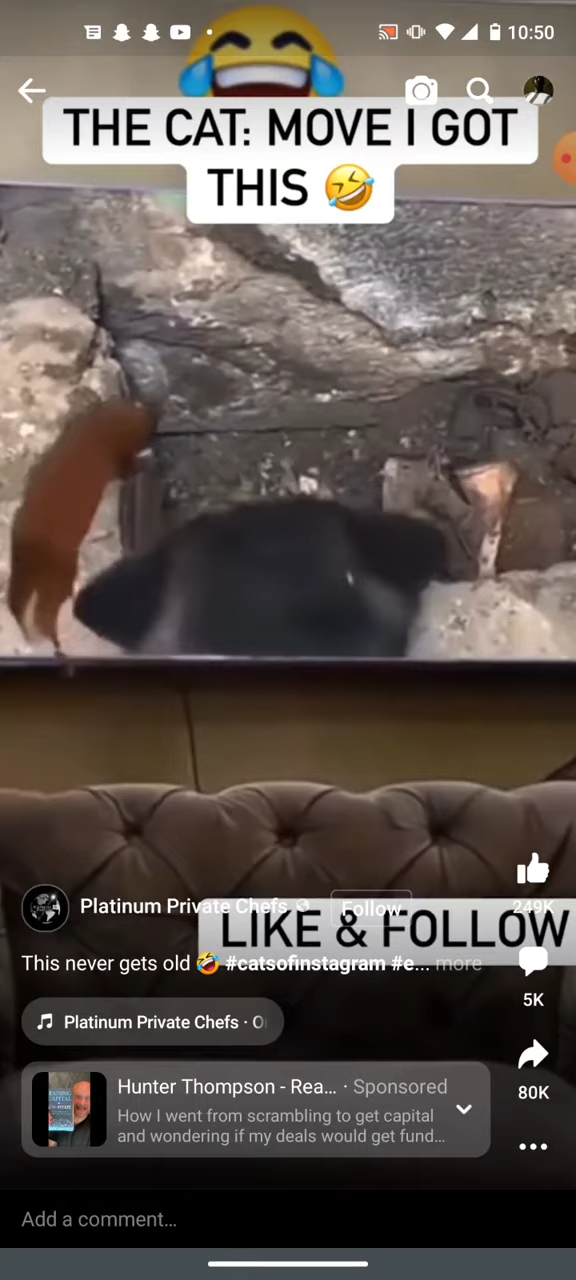 10:50
THE CAT: MOVE I GOT
THIS 🤣
Platinum Private Chefs
Follow
249K
LIKE & FOLLOW
This never gets old 🤣 #catsofinstagram #e... more
5K
Platinum Private Chefs · O
80K
Hunter Thompson - Rea... · Sponsored
How I went from scrambling to get capital
and wondering if my deals would get fund...
Add a comment...